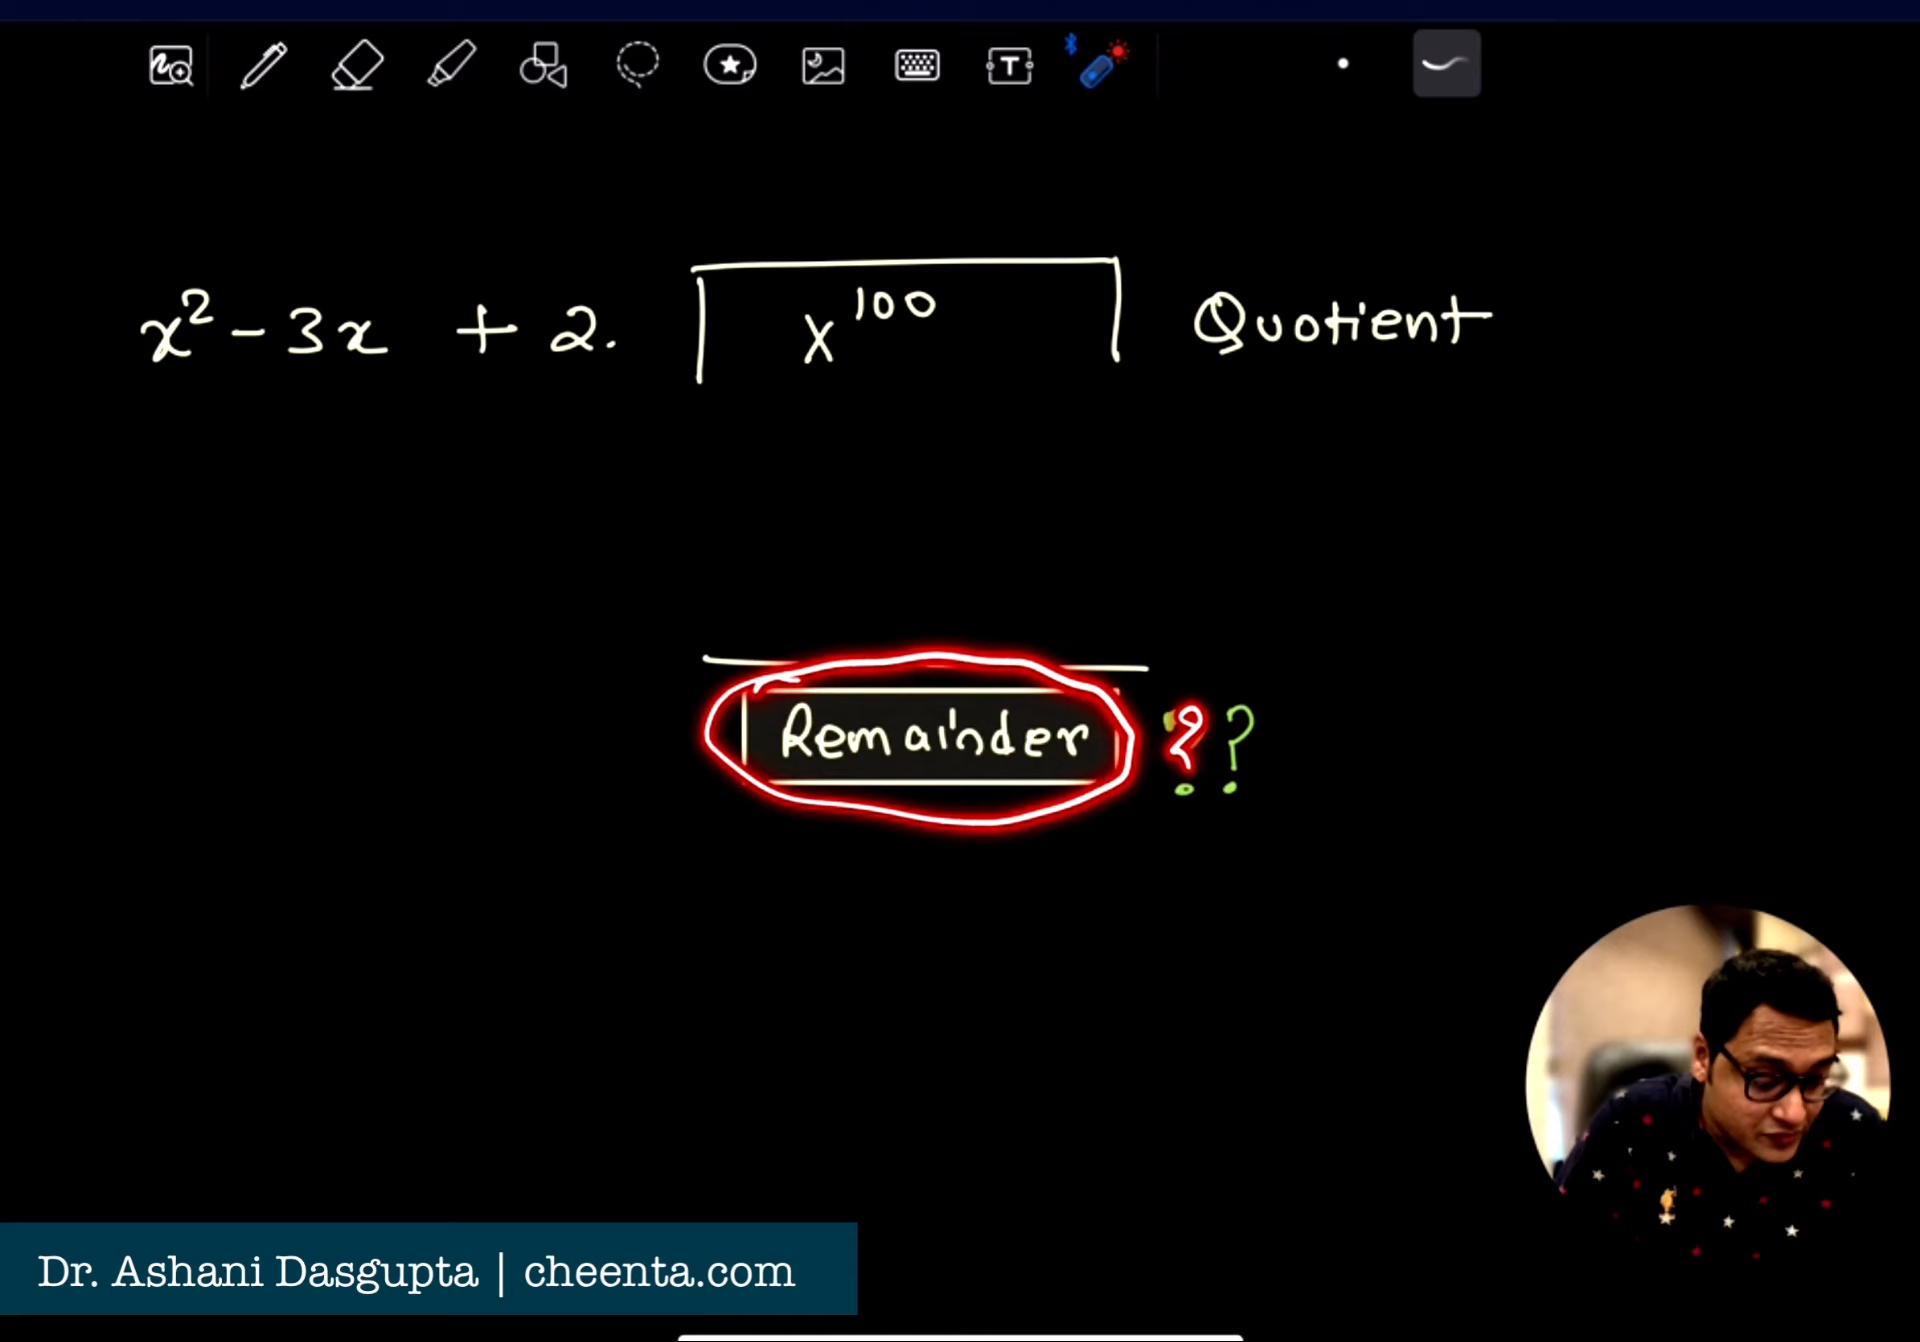 x² - 3x + 2. x¹⁰⁰ Quotient
Remainder ??
Dr. Ashani Dasgupta | cheenta.com